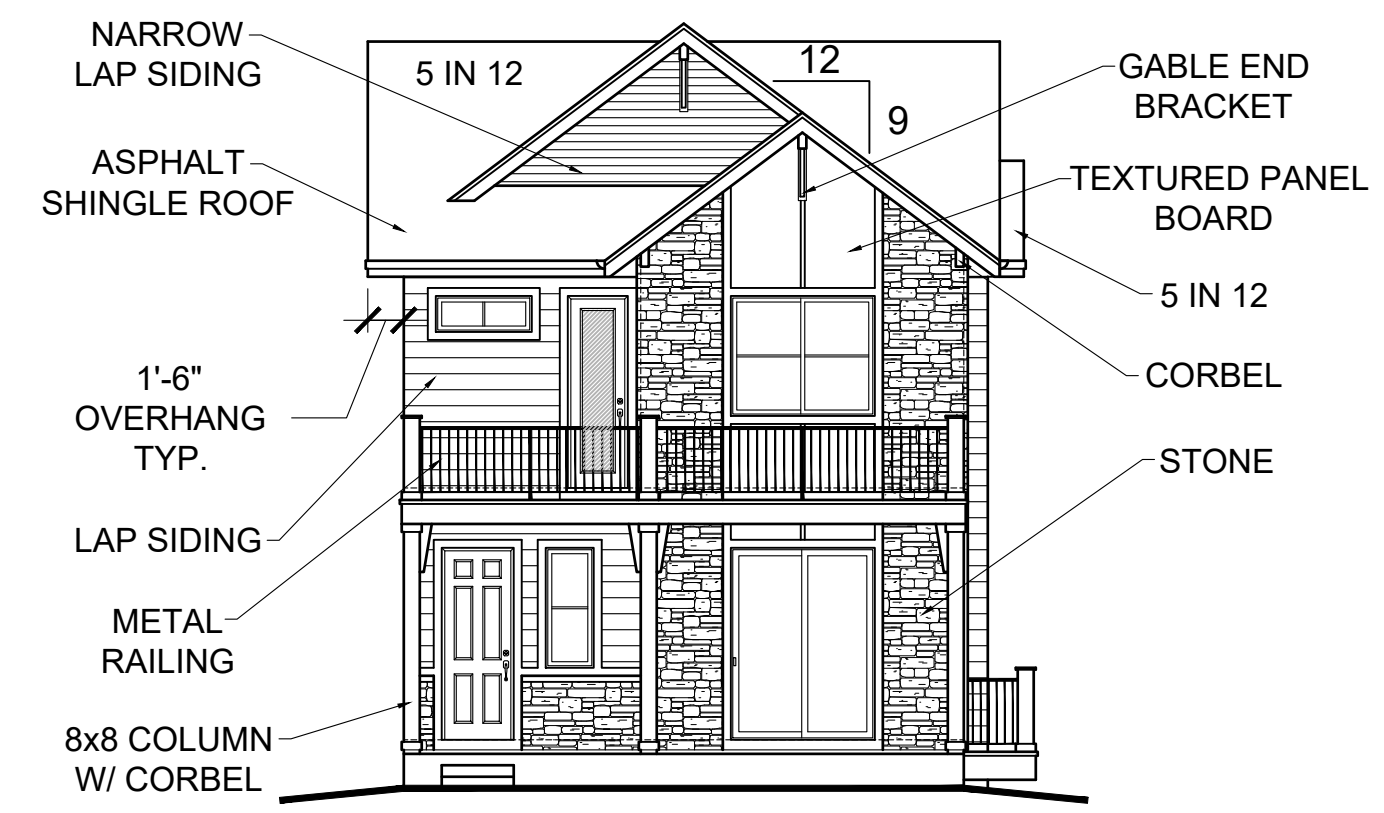 NARROW
LAP SIDING
5 IN 12
12
9
GABLE END
BRACKET
ASPHALT
SHINGLE ROOF
TEXTURED PANEL
BOARD
5 IN 12
1'-6"
OVERHANG
TYP.
CORBEL
STONE
LAP SIDING
METAL
RAILING
8x8 COLUMN
W/ CORBEL